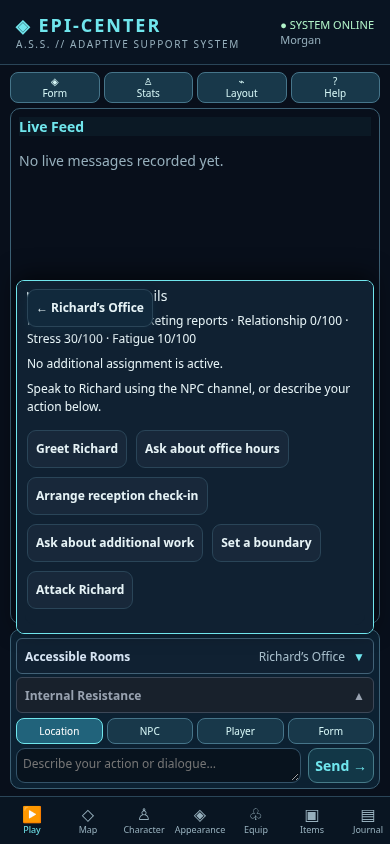 ◈ EPI-CENTER
A.S.S. // ADAPTIVE SUPPORT SYSTEM
● SYSTEM ONLINE
Morgan
Form
Stats
Layout
? Help
Live Feed
No live messages recorded yet.
← Richard's Office
ils
keting reports · Relationship 0/100 ·
Stress 30/100 · Fatigue 10/100
No additional assignment is active.
Speak to Richard using the NPC channel, or describe your
action below.
Greet Richard
Ask about office hours
Arrange reception check-in
Ask about additional work
Set a boundary
Attack Richard
Accessible Rooms
Richard's Office ▼
Internal Resistance ▲
Location
NPC
Player
Form
Describe your action or dialogue...
Send →
Play
Map
Character
Appearance
Equip
Items
Journal